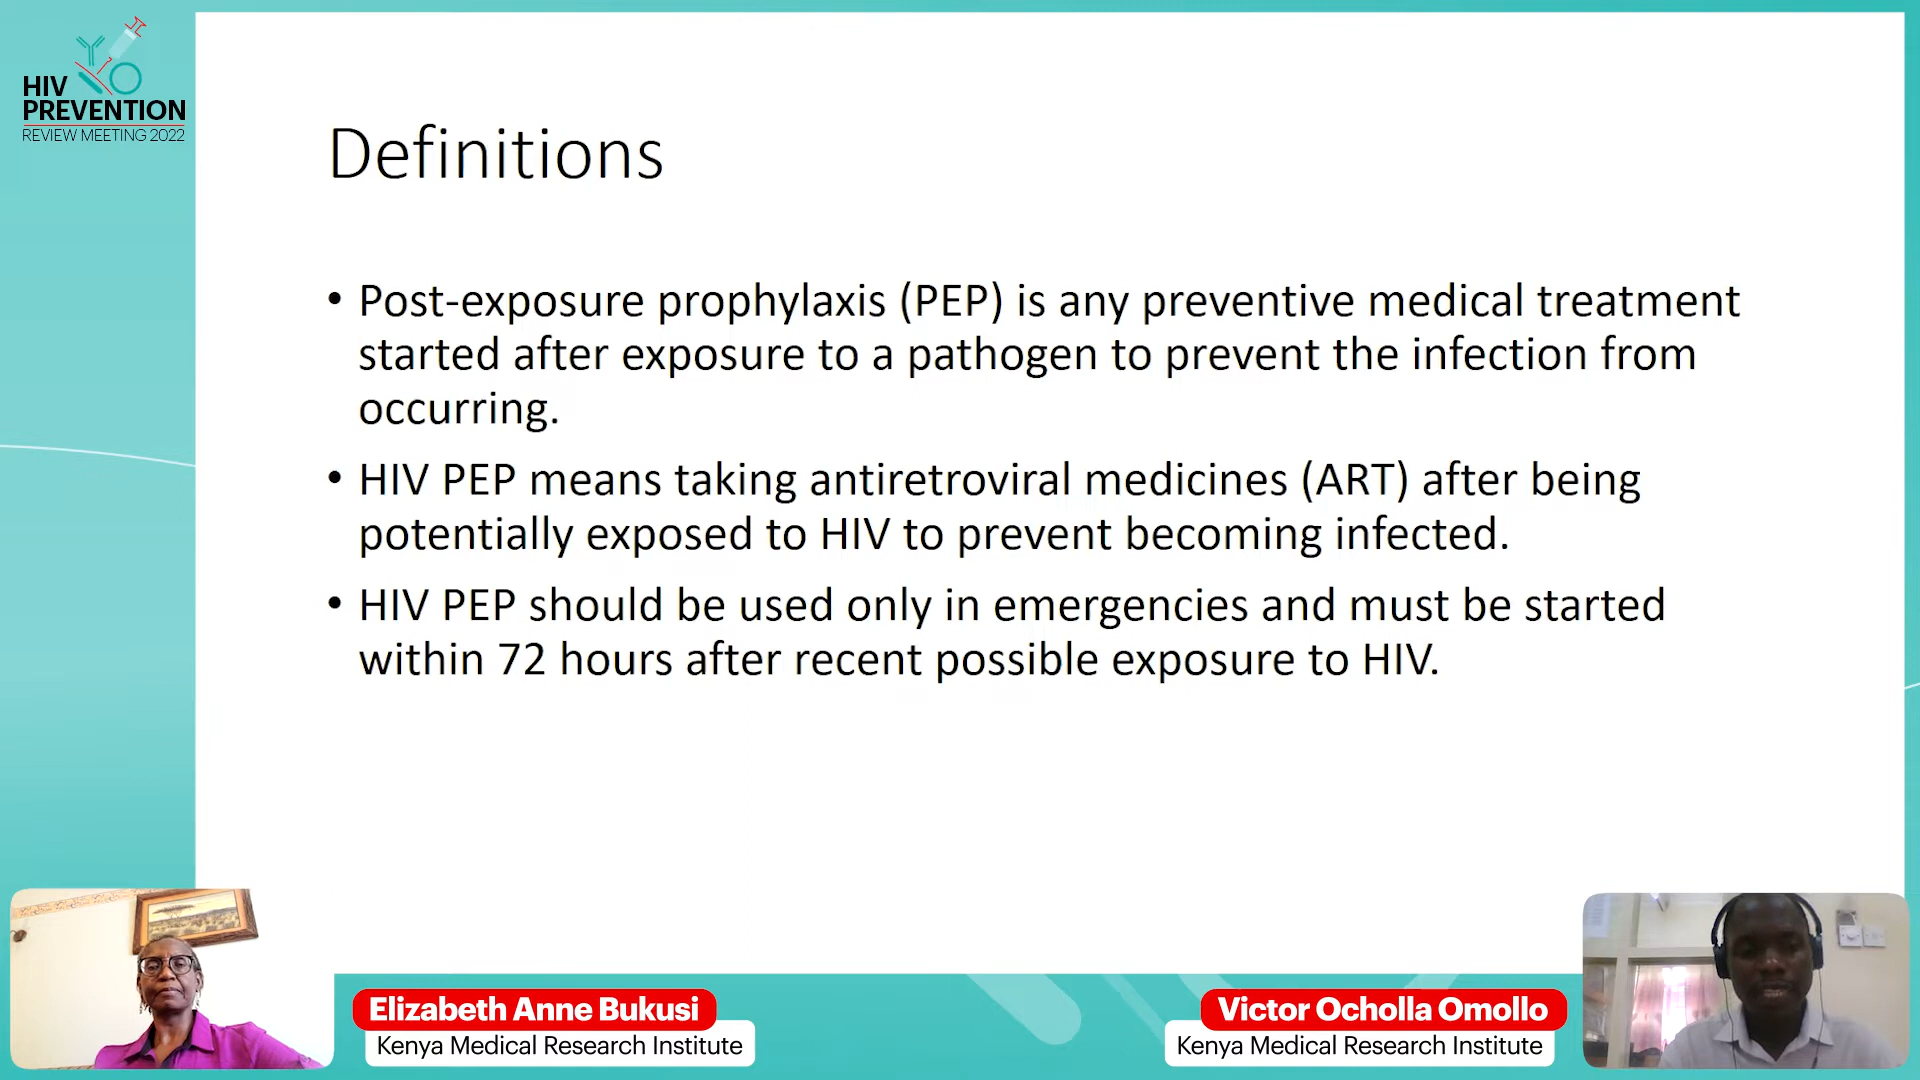 HIV
PREVENTION
REVIEW MEETING 2022
Definitions
• Post-exposure prophylaxis (PEP) is any preventive medical treatment
started after exposure to a pathogen to prevent the infection from
occurring.
• HIV PEP means taking antiretroviral medicines (ART) after being
potentially exposed to HIV to prevent becoming infected.
• HIV PEP should be used only in emergencies and must be started
within 72 hours after recent possible exposure to HIV.
Elizabeth Anne Bukusi
Kenya Medical Research Institute
Victor Ocholla Omollo
Kenya Medical Research Institute